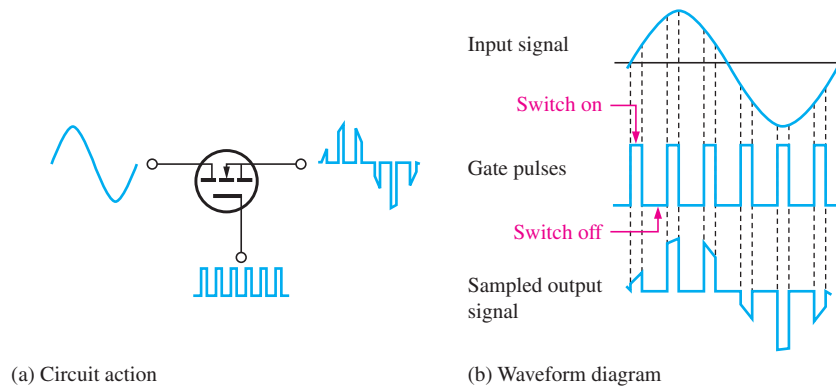 Input signal
Switch on
Gate pulses
Switch off
Sampled output
signal
(a) Circuit action
(b) Waveform diagram